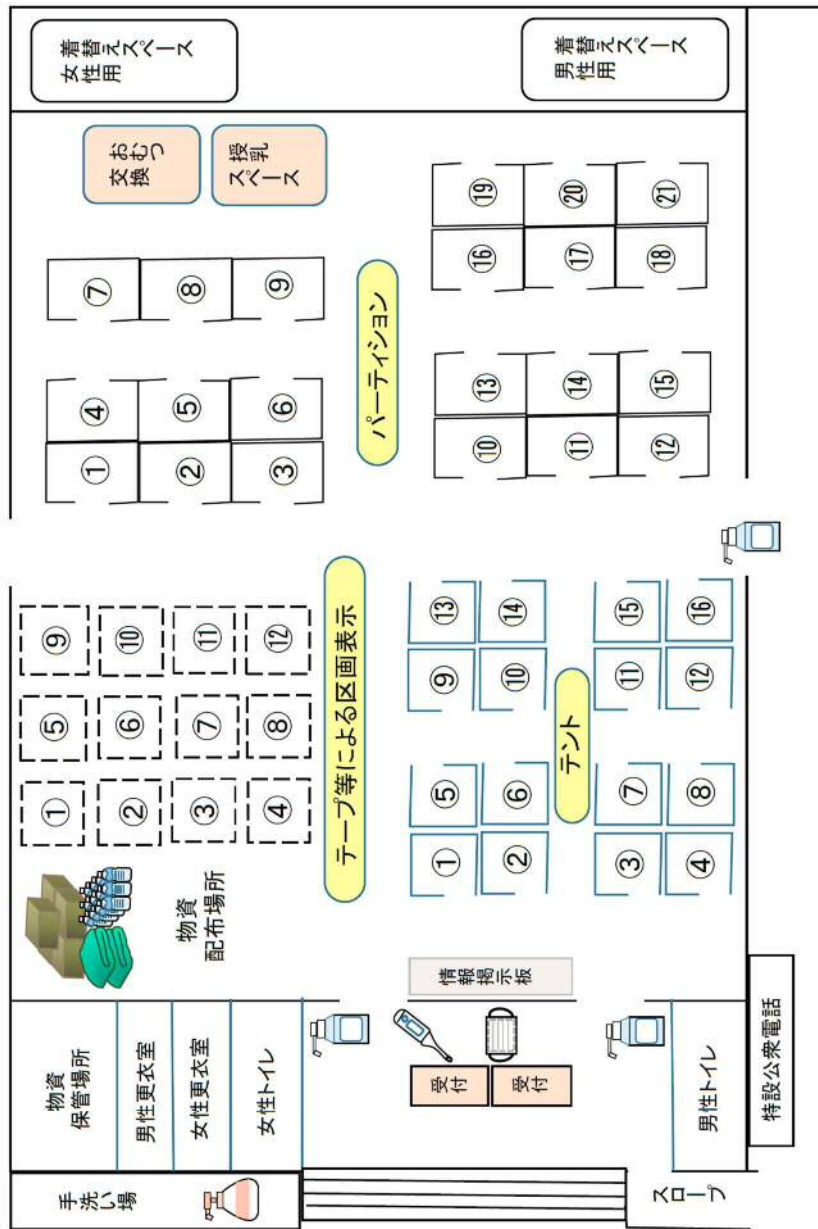 手洗い場
物資
保管場所
男性更衣室
女性更衣室
女性トイレ
物資
配布場所
①
⑤
⑨
②
⑥
⑩
③
⑦
⑪
④
⑧
⑫
テープ等による区画表示
①
④
⑦
②
⑤
⑧
③
⑥
⑨
おむつ
交換
授乳
スペース
女性用
着替えスペース
パーティション
受付
受付
情報掲示板
①
⑤
⑨
⑬
②
⑥
⑩
⑭
テント
③
⑦
⑪
⑮
④
⑧
⑫
⑯
⑩
⑬
⑯
⑲
⑪
⑭
⑰
⑳
⑫
⑮
⑱
㉑
男性用
着替えスペース
スロープ
男性トイレ
特設公衆電話